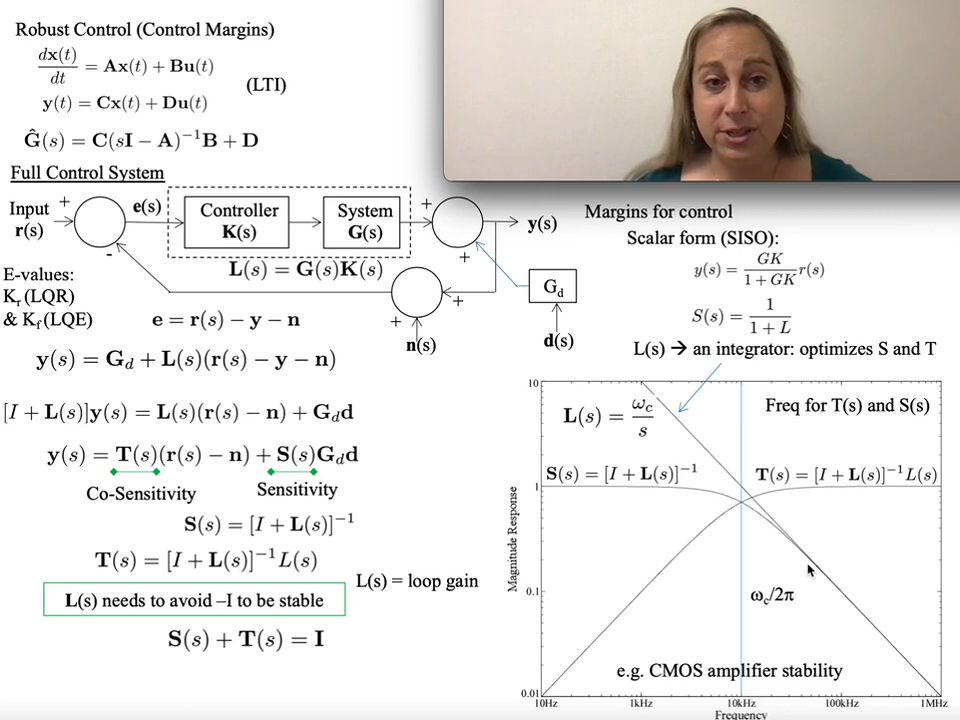 Robust Control (Control Margins)
dx(t)/dt = Ax(t) + Bu(t)
(LTI)
y(t) = Cx(t) + Du(t)
Ĝ(s) = C(sI − A)⁻¹B + D
Full Control System
Input
r(s)
+
-
e(s)
Controller
K(s)
System
G(s)
+
+
y(s)
L(s) = G(s)K(s)
+
+
n(s)
G_d
d(s)
E-values:
K_r (LQR)
& K_f (LQE)
e = r(s) − y − n
y(s) = G_d + L(s)(r(s) − y − n)
[I + L(s)]y(s) = L(s)(r(s) − n) + G_d d
y(s) = T(s)(r(s) − n) + S(s)G_d d
Co-Sensitivity
Sensitivity
S(s) = [I + L(s)]⁻¹
T(s) = [I + L(s)]⁻¹L(s)
L(s) = loop gain
L(s) needs to avoid –I to be stable
S(s) + T(s) = I
Margins for control
Scalar form (SISO):
y(s) = GK/(1 + GK) r(s)
S(s) = 1/(1 + L)
L(s) → an integrator: optimizes S and T
L(s) = ω_c/s
Freq for T(s) and S(s)
S(s) = [I + L(s)]⁻¹
T(s) = [I + L(s)]⁻¹L(s)
ω_c/2π
e.g. CMOS amplifier stability
Magnitude Response
10
1
0.1
0.01
10Hz
1kHz
10kHz
100kHz
1MHz
Frequency